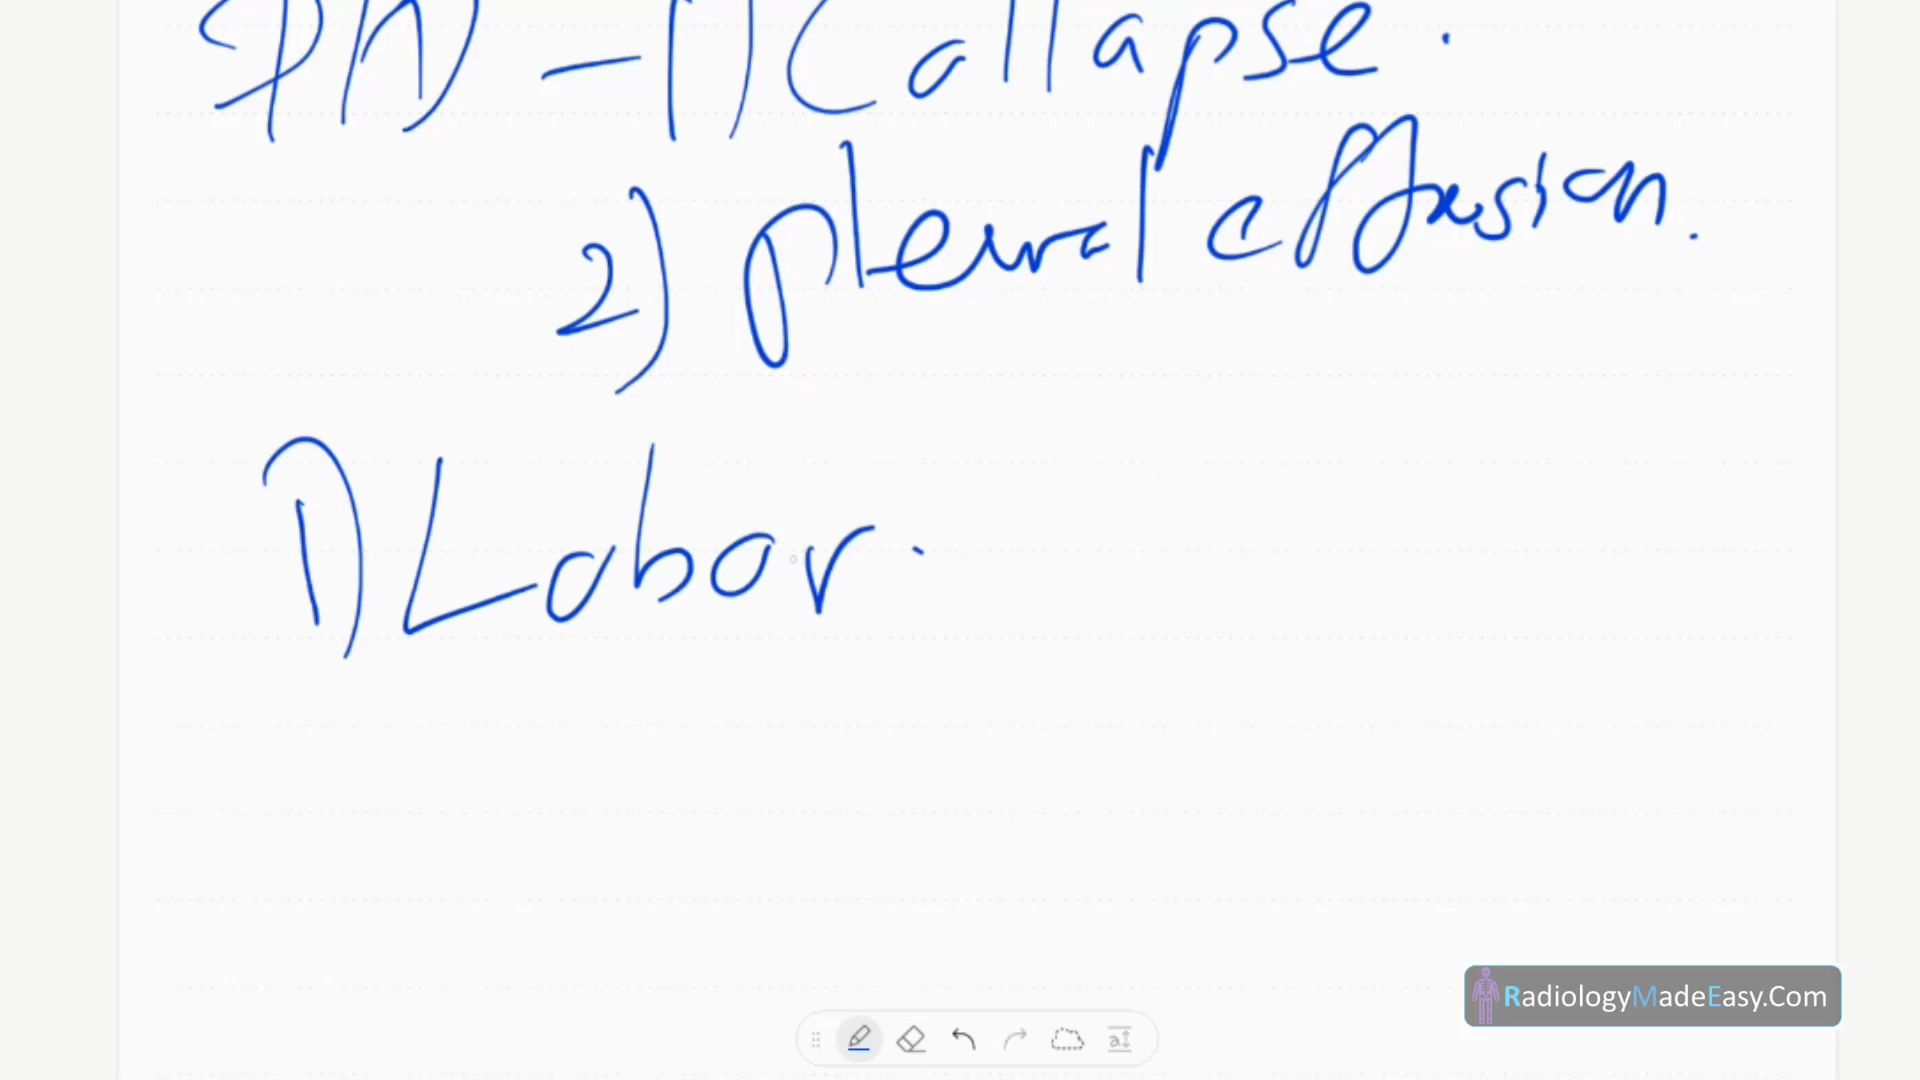 - 1) Collapse.
2) pleural effusion.
1) Lobar.
RadiologyMadeEasy.Com